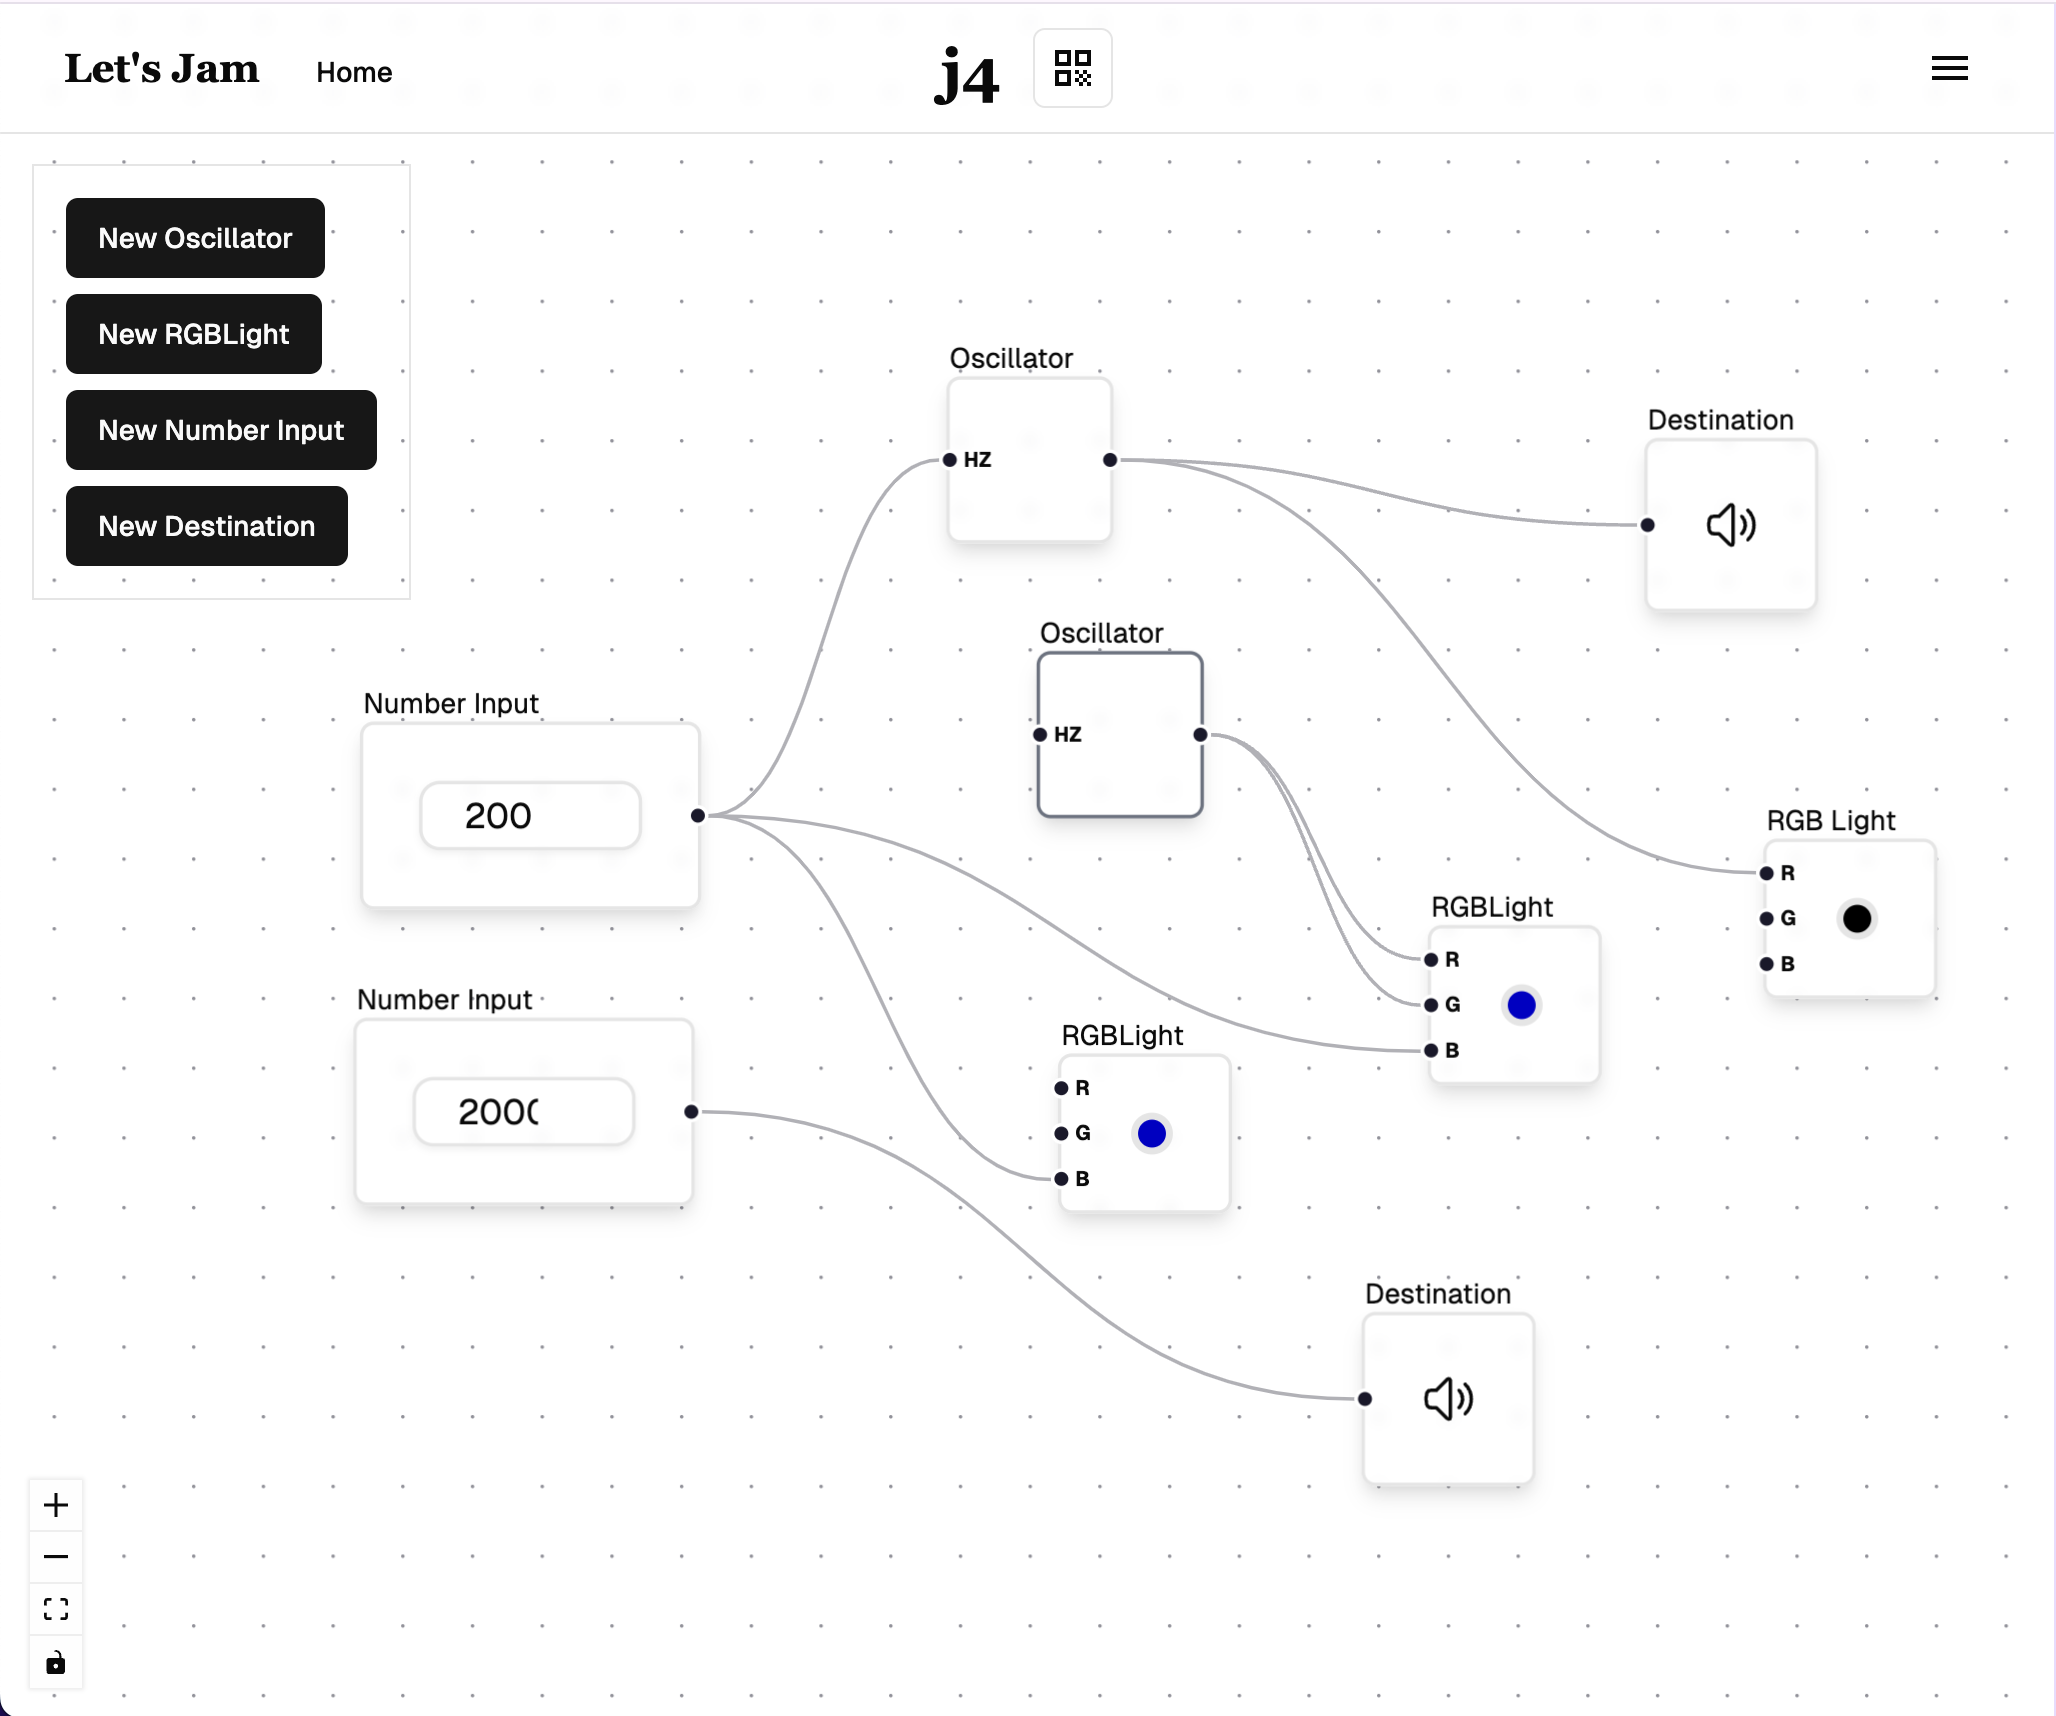 Let's Jam
Home
j4
New Oscillator
New RGBLight
New Number Input
New Destination
Oscillator
HZ
Destination
Oscillator
HZ
Number Input
200
RGB Light
R
G
B
RGBLight
R
G
B
Number Input
200
RGBLight
R
G
B
Destination